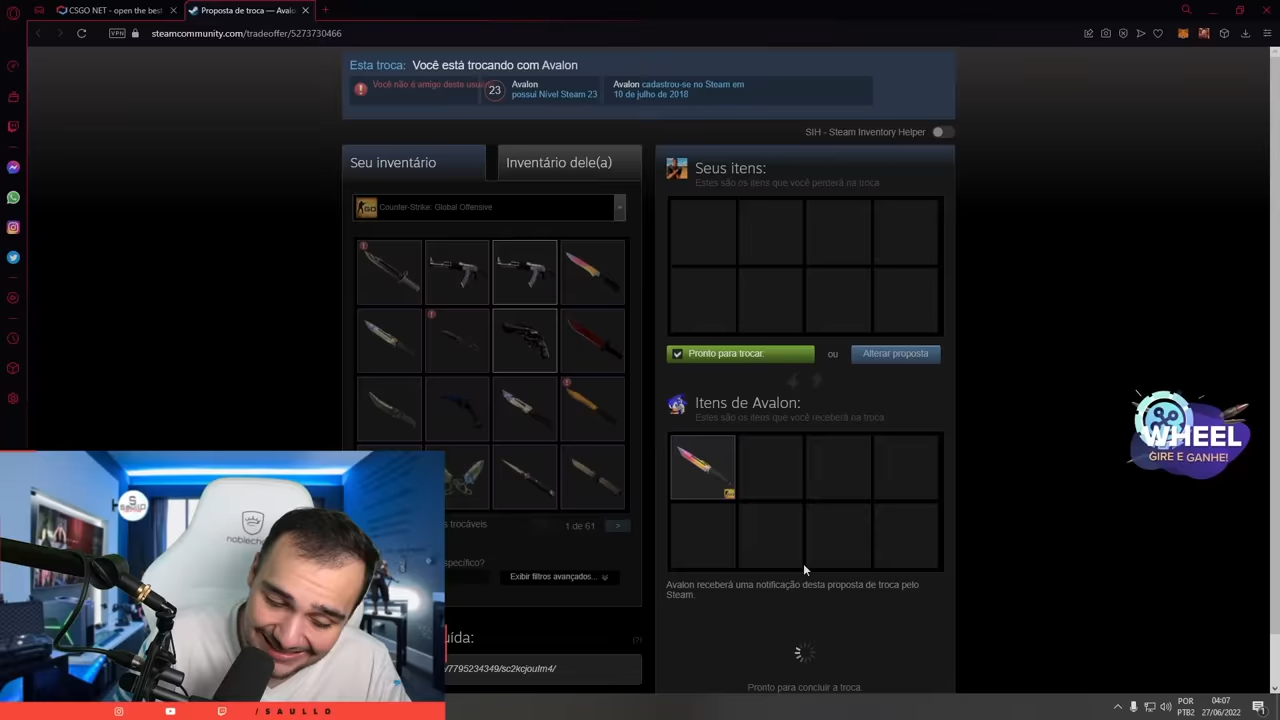 CSGO NET - open the best
Proposta de troca — Avalo
VPN
steamcommunity.com/tradeoffer/5273730466
Esta troca: Você está trocando com Avalon
Você não é amigo deste usuá
23
Avalon
possui Nível Steam 23
Avalon cadastrou-se no Steam em
10 de julho de 2018
SIH - Steam Inventory Helper
Seu inventário
Inventário dele(a)
Counter-Strike: Global Offensive
Seus itens:
Estes são os itens que você perderá na troca
Pronto para trocar.
ou
Alterar proposta
Itens de Avalon:
Estes são os itens que você receberá na troca
trocáveis
1 de 61
>
específico?
Exibir filtros avançados...
Avalon receberá uma notificação desta proposta de troca pelo
Steam.
uída:
(?)
7795234349/sc2kcjouIm4/
Pronto para concluir a troca.
WHEEL
GIRE E GANHE!
noblecha
/SAULLO
POR
PTB2
04:07
27/06/2022